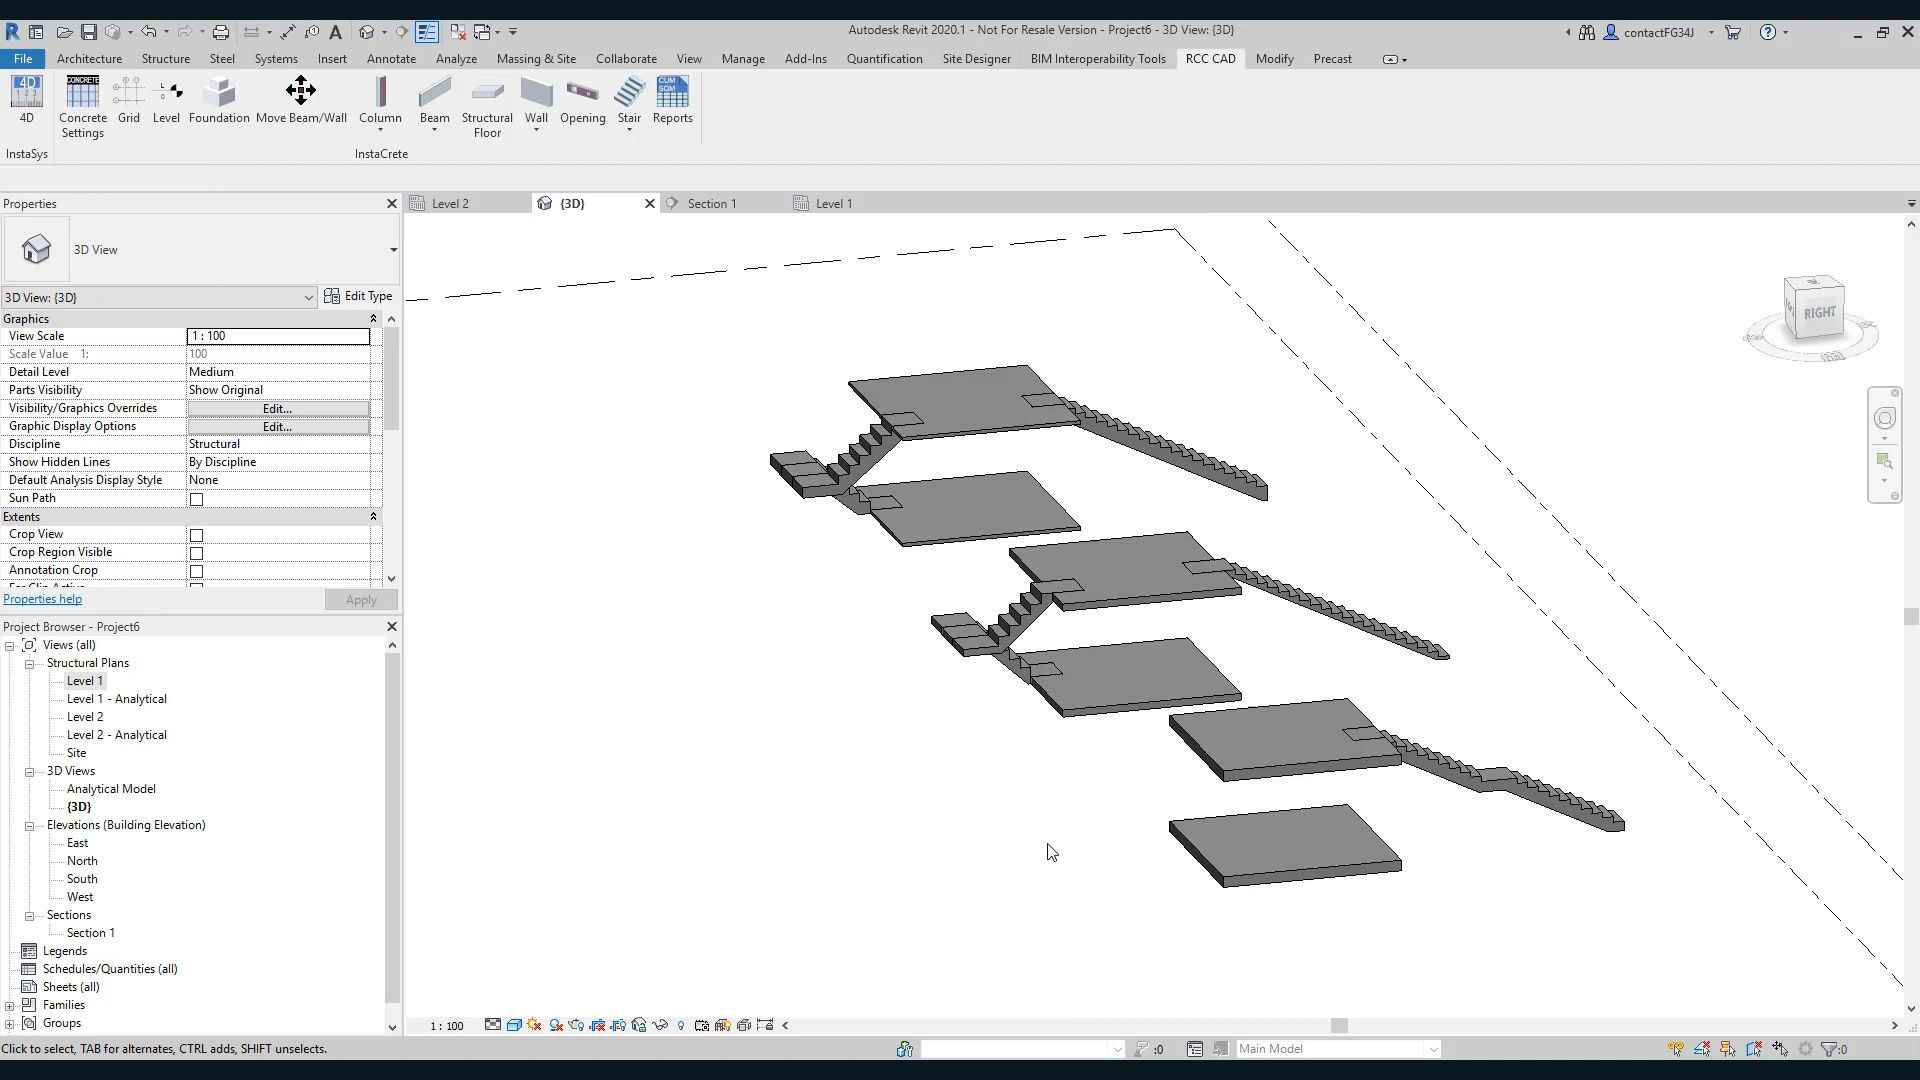 Autodesk Revit 2020.1 - Not For Resale Version - Project6 - 3D View: {3D}
contactFG34J
File Architecture Structure Steel Systems Insert Annotate Analyze Massing & Site Collaborate View Manage Add-Ins Quantification Site Designer BIM Interoperability Tools RCC CAD Modify Precast
4D
Concrete Settings
Grid
Level
Foundation
Move Beam/Wall
Column
Beam
Structural Floor
Wall
Opening
Stair
Reports
InstaSys
InstaCrete
Properties
Level 2
{3D}
Section 1
Level 1
3D View
3D View: {3D}
Edit Type
Graphics
View Scale 1 : 100
Scale Value 1: 100
Detail Level Medium
Parts Visibility Show Original
Visibility/Graphics Overrides Edit...
Graphic Display Options Edit...
Discipline Structural
Show Hidden Lines By Discipline
Default Analysis Display Style None
Sun Path
Extents
Crop View
Crop Region Visible
Annotation Crop
Properties help
Apply
Project Browser - Project6
Views (all)
Structural Plans
Level 1
Level 1 - Analytical
Level 2
Level 2 - Analytical
Site
3D Views
Analytical Model
{3D}
Elevations (Building Elevation)
East
North
South
West
Sections
Section 1
Legends
Schedules/Quantities (all)
Sheets (all)
Families
Groups
RIGHT
1 : 100
Click to select, TAB for alternates, CTRL adds, SHIFT unselects.
:0
Main Model
:0